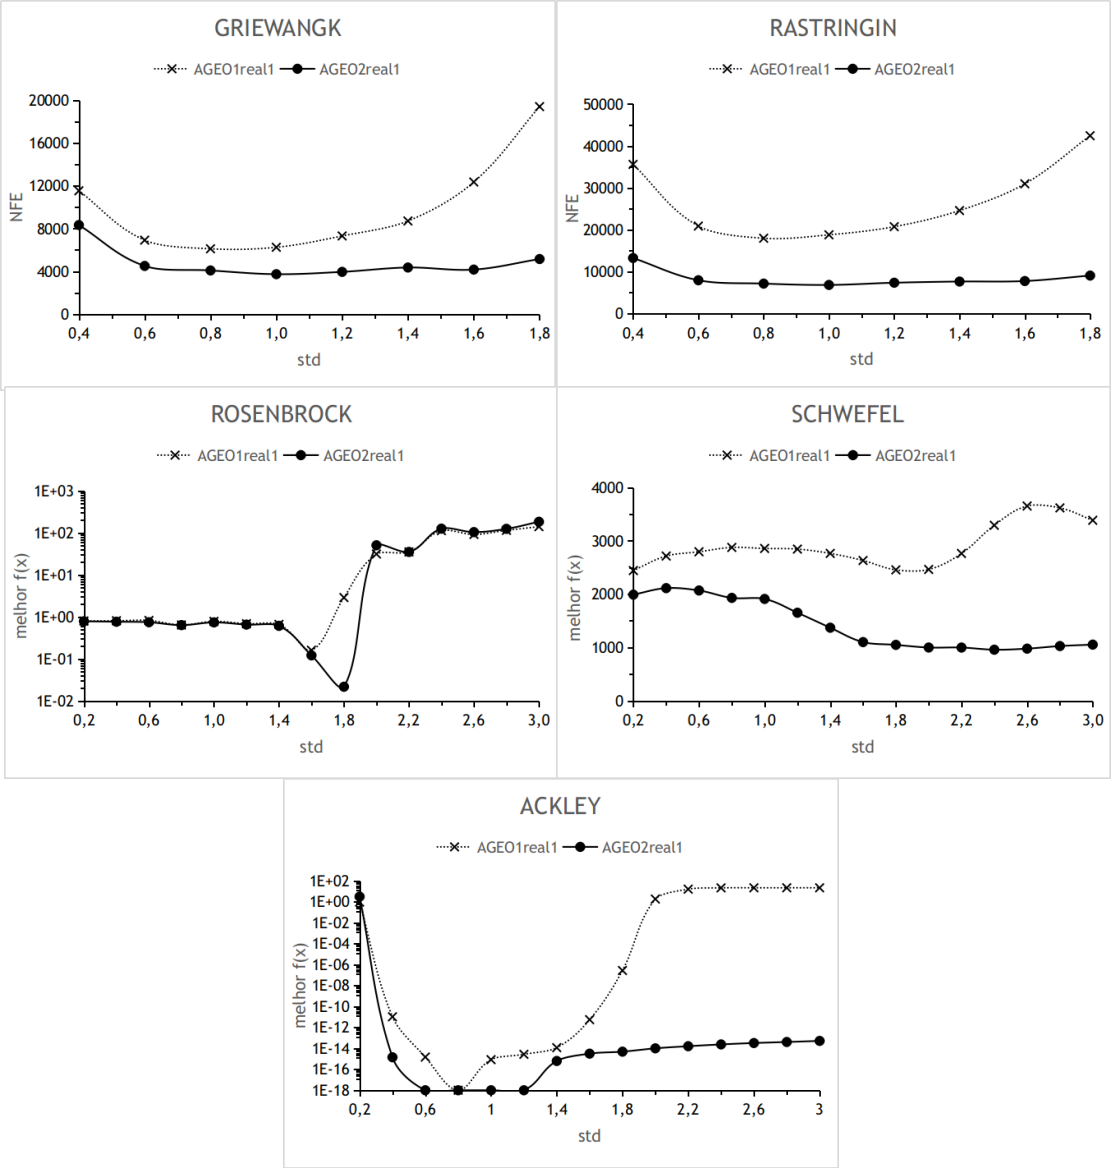 GRIEWANGK
AGEO1real1 AGEO2real1
20000
16000
12000
8000
4000
0
NFE
0,4 0,6 0,8 1,0 1,2 1,4 1,6 1,8
std
RASTRINGIN
AGEO1real1 AGEO2real1
50000
40000
30000
20000
10000
0
NFE
0,4 0,6 0,8 1,0 1,2 1,4 1,6 1,8
std
ROSENBROCK
AGEO1real1 AGEO2real1
1E+03
1E+02
1E+01
1E+00
1E-01
1E-02
melhor f(x)
0,2 0,6 1,0 1,4 1,8 2,2 2,6 3,0
std
SCHWEFEL
AGEO1real1 AGEO2real1
4000
3000
2000
1000
0
melhor f(x)
0,2 0,6 1,0 1,4 1,8 2,2 2,6 3,0
std
ACKLEY
AGEO1real1 AGEO2real1
1E+02
1E+00
1E-02
1E-04
1E-06
1E-08
1E-10
1E-12
1E-14
1E-16
1E-18
melhor f(x)
0,2 0,6 1 1,4 1,8 2,2 2,6 3
std